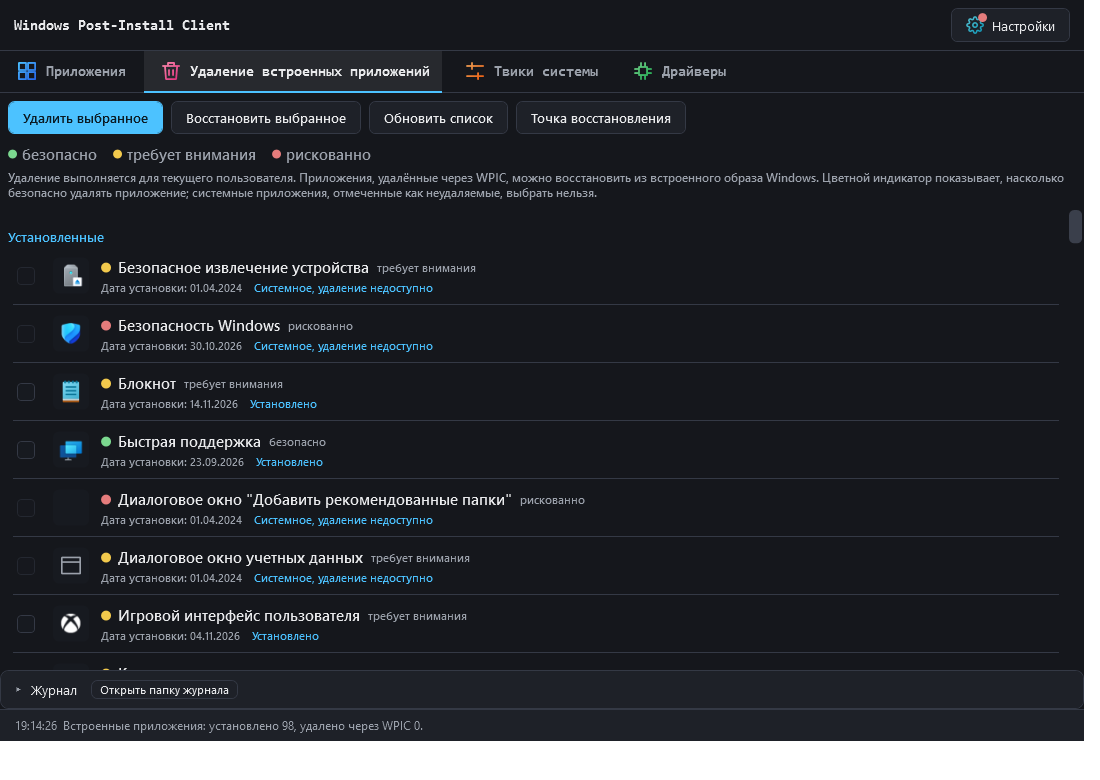 Windows Post-Install Client
Настройки
Приложения
Удаление встроенных приложений
Твики системы
Драйверы
Удалить выбранное
Восстановить выбранное
Обновить список
Точка восстановления
безопасно
требует внимания
рискованно
Удаление выполняется для текущего пользователя. Приложения, удалённые через WPIC, можно восстановить из встроенного образа Windows. Цветной индикатор показывает, насколько
безопасно удалять приложение; системные приложения, отмеченные как неудаляемые, выбрать нельзя.
Установленные
Безопасное извлечение устройства требует внимания
Дата установки: 01.04.2024 Системное, удаление недоступно
Безопасность Windows рискованно
Дата установки: 30.10.2026 Системное, удаление недоступно
Блокнот требует внимания
Дата установки: 14.11.2026 Установлено
Быстрая поддержка безопасно
Дата установки: 23.09.2026 Установлено
Диалоговое окно "Добавить рекомендованные папки" рискованно
Дата установки: 01.04.2024 Системное, удаление недоступно
Диалоговое окно учетных данных требует внимания
Дата установки: 01.04.2024 Системное, удаление недоступно
Игровой интерфейс пользователя требует внимания
Дата установки: 04.11.2026 Установлено
Журнал
Открыть папку журнала
19:14:26 Встроенные приложения: установлено 98, удалено через WPIC 0.